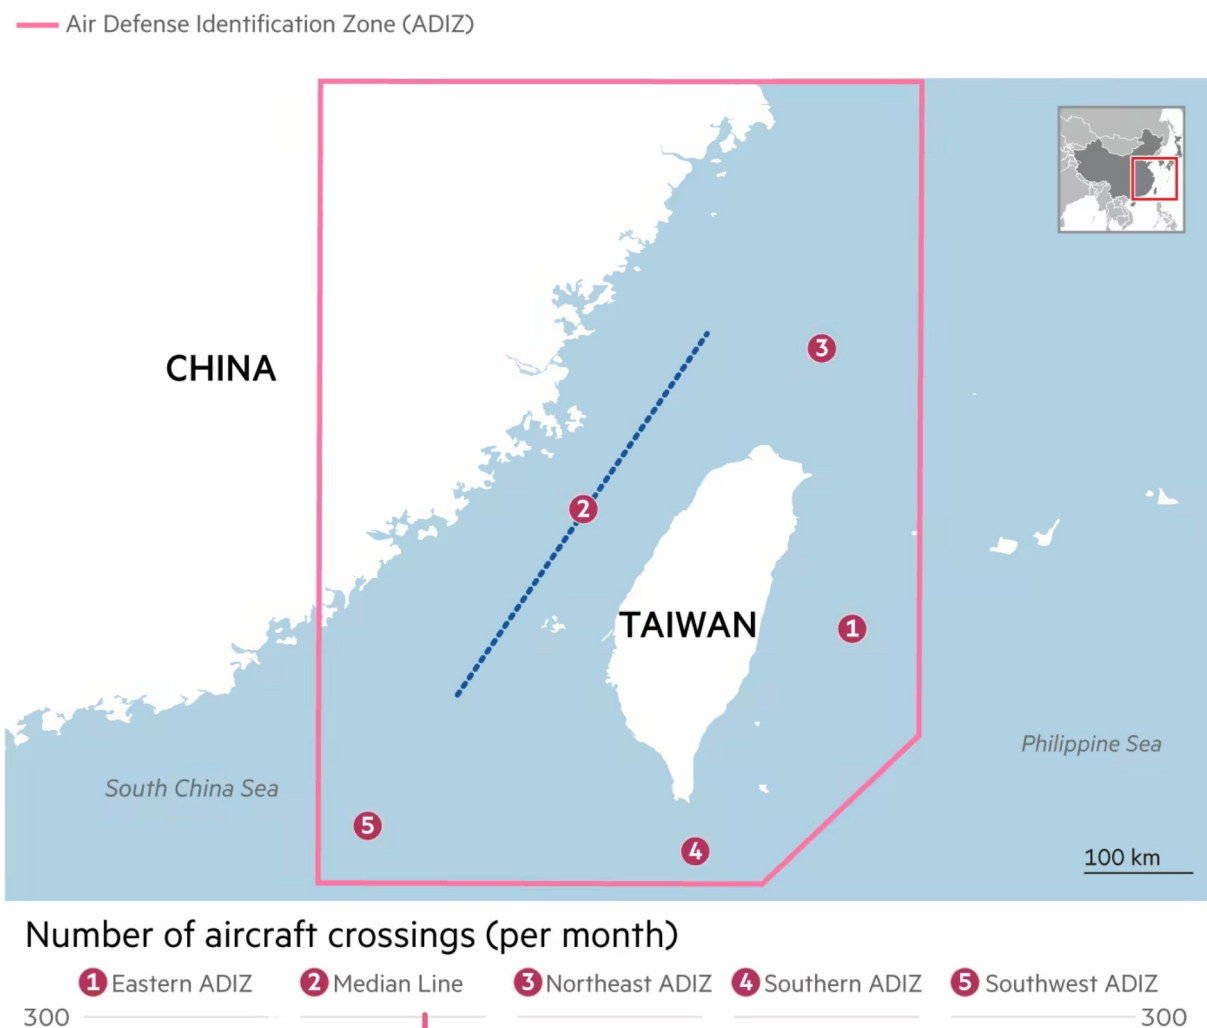 Air Defense Identification Zone (ADIZ)
3
CHINA
2
TAIWAN
1
Philippine Sea
South China Sea
5
4
100 km
Number of aircraft crossings (per month)
1 Eastern ADIZ 2 Median Line 3 Northeast ADIZ 4 Southern ADIZ 5 Southwest ADIZ
300 300